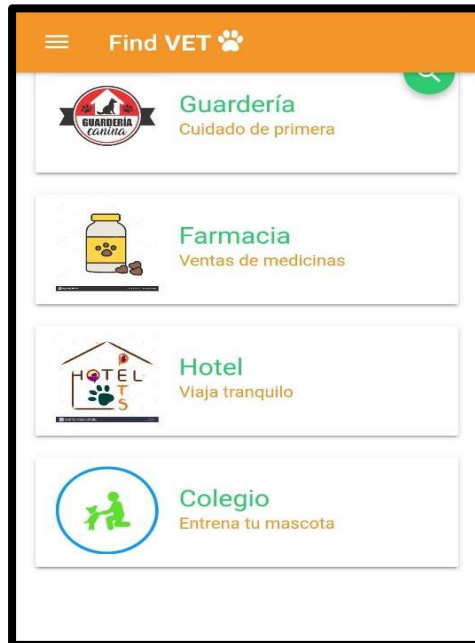 Find VET
Guardería
Cuidado de primera
GUARDERÍA
canina
Farmacia
Ventas de medicinas
Hotel
Viaja tranquilo
HOTEL
PETS
Colegio
Entrena tu mascota